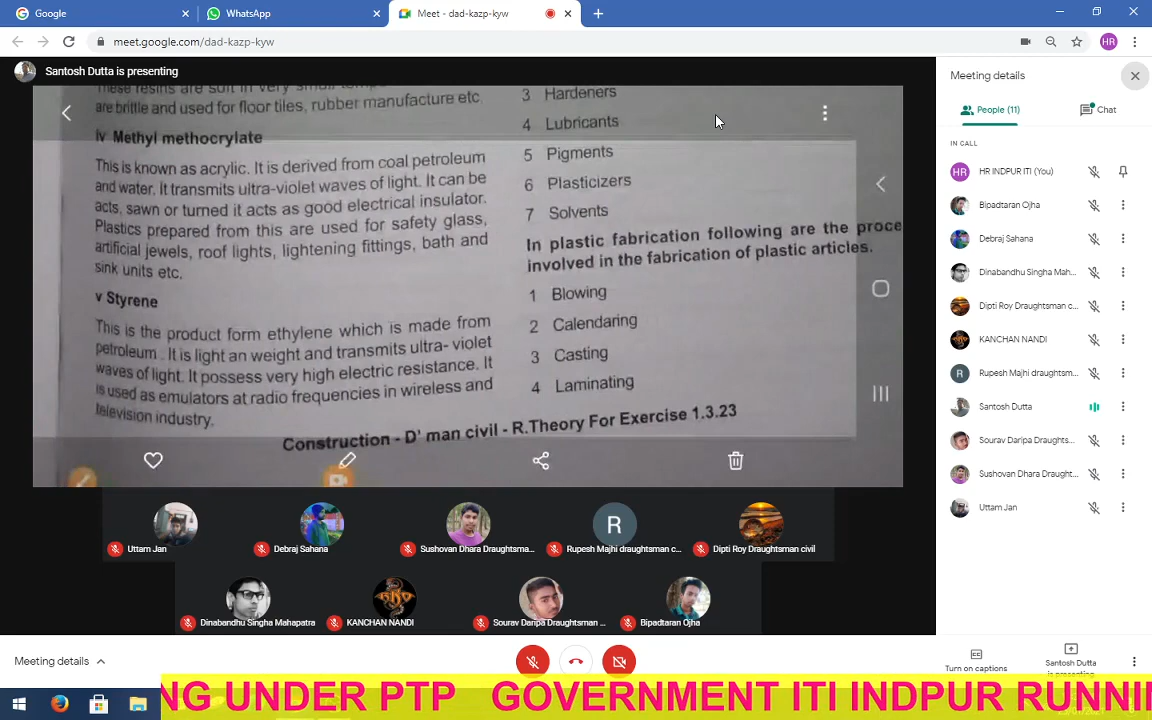 Google
WhatsApp
Meet - dad-kazp-kyw
meet.google.com/dad-kazp-kyw
HR
Santosh Dutta is presenting
are brittle and used for floor tiles, rubber manufacture etc.
iv Methyl methocrylate
This is known as acrylic. It is derived from coal petroleum
and water. It transmits ultra-violet waves of light. It can be
acts, sawn or turned it acts as good electrical insulator.
Plastics prepared from this are used for safety glass,
artificial jewels, roof lights, lightening fittings, bath and
sink units etc.
v Styrene
This is the product form ethylene which is made from
petroleum . It is light an weight and transmits ultra- violet
waves of light. It possess very high electric resistance. It
is used as emulators at radio frequencies in wireless and
television industry.
3 Hardeners
4 Lubricants
5 Pigments
6 Plasticizers
7 Solvents
In plastic fabrication following are the proce
involved in the fabrication of plastic articles.
1 Blowing
2 Calendaring
3 Casting
4 Laminating
Construction - D' man civil - R.Theory For Exercise 1.3.23
Uttam Jan
Debraj Sahana
Sushovan Dhara Draughtsma...
R
Rupesh Majhi draughtsman c...
Dipti Roy Draughtsman civil
Dinabandhu Singha Mahapatra
KANCHAN NANDI
Sourav Daripa Draughtsman ...
Bipadtaran Ojha
Meeting details
People (11)
Chat
IN CALL
HR HR INDPUR ITI (You)
Bipadtaran Ojha
Debraj Sahana
Dinabandhu Singha Mah...
Dipti Roy Draughtsman c...
KANCHAN NANDI
R Rupesh Majhi draughtsm...
Santosh Dutta
Sourav Daripa Draughts...
Sushovan Dhara Draught...
Uttam Jan
Meeting details
Turn on captions
Santosh Dutta
is presenting
NG UNDER PTP GOVERNMENT ITI INDPUR RUNNI